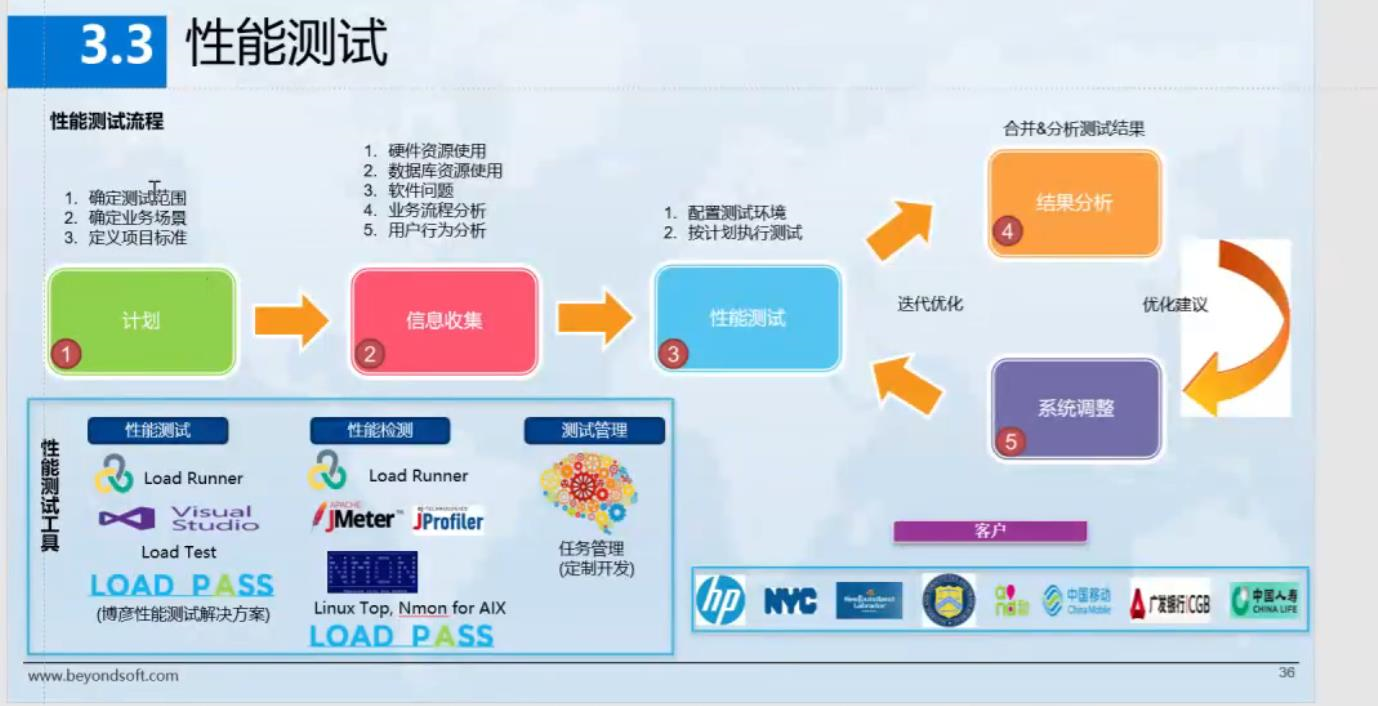 3.3 性能测试
性能测试流程
1. 确定测试范围
2. 确定业务场景
3. 定义项目标准
计划
1
1. 硬件资源使用
2. 数据库资源使用
3. 软件问题
4. 业务流程分析
5. 用户行为分析
信息收集
2
1. 配置测试环境
2. 按计划执行测试
性能测试
3
合并&分析测试结果
结果分析
4
迭代优化
优化建议
系统调整
5
性能测试工具
性能测试
Load Runner
Visual
Studio
Load Test
LOAD PASS
(博彦性能测试解决方案)
性能检测
Load Runner
APACHE
JMeter™
JProfiler
NMON
Linux Top, Nmon for AIX
LOAD PASS
测试管理
任务管理
(定制开发)
客户
hp
NYC
Newfoundland
Labrador
中国移动
China Mobile
广发银行|CGB
中国人寿
CHINA LIFE
www.beyondsoft.com
36